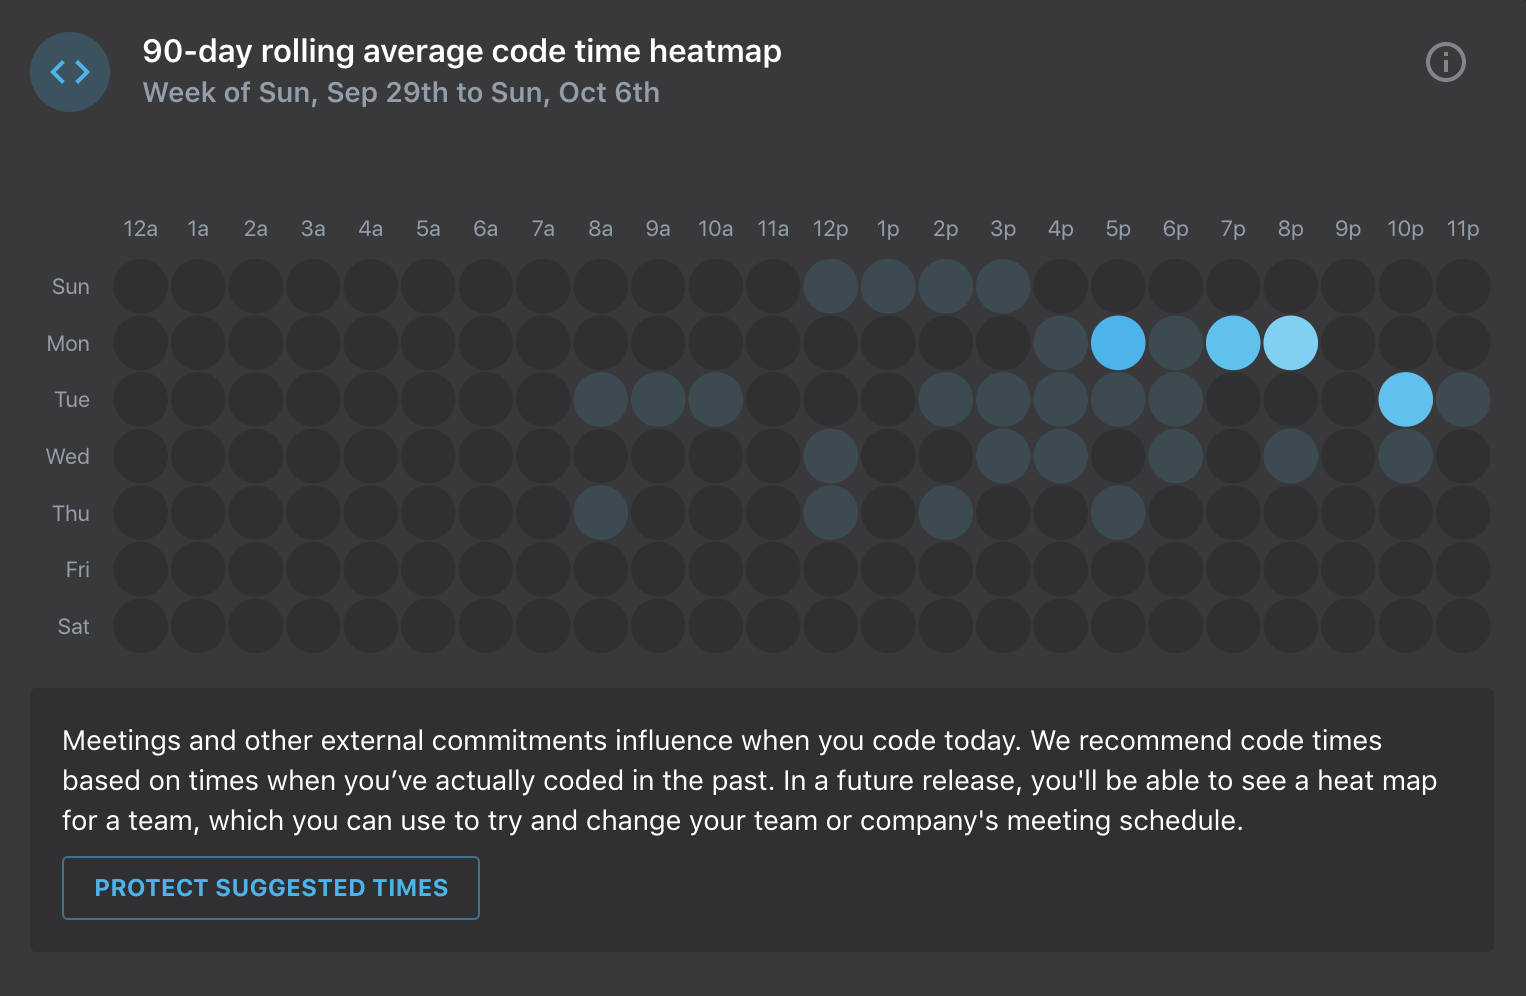 90-day rolling average code time heatmap
Week of Sun, Sep 29th to Sun, Oct 6th
12a 1a 2a 3a 4a 5a 6a 7a 8a 9a 10a 11a 12p 1p 2p 3p 4p 5p 6p 7p 8p 9p 10p 11p
Sun
Mon
Tue
Wed
Thu
Fri
Sat
Meetings and other external commitments influence when you code today. We recommend code times
based on times when you’ve actually coded in the past. In a future release, you'll be able to see a heat map
for a team, which you can use to try and change your team or company's meeting schedule.
PROTECT SUGGESTED TIMES